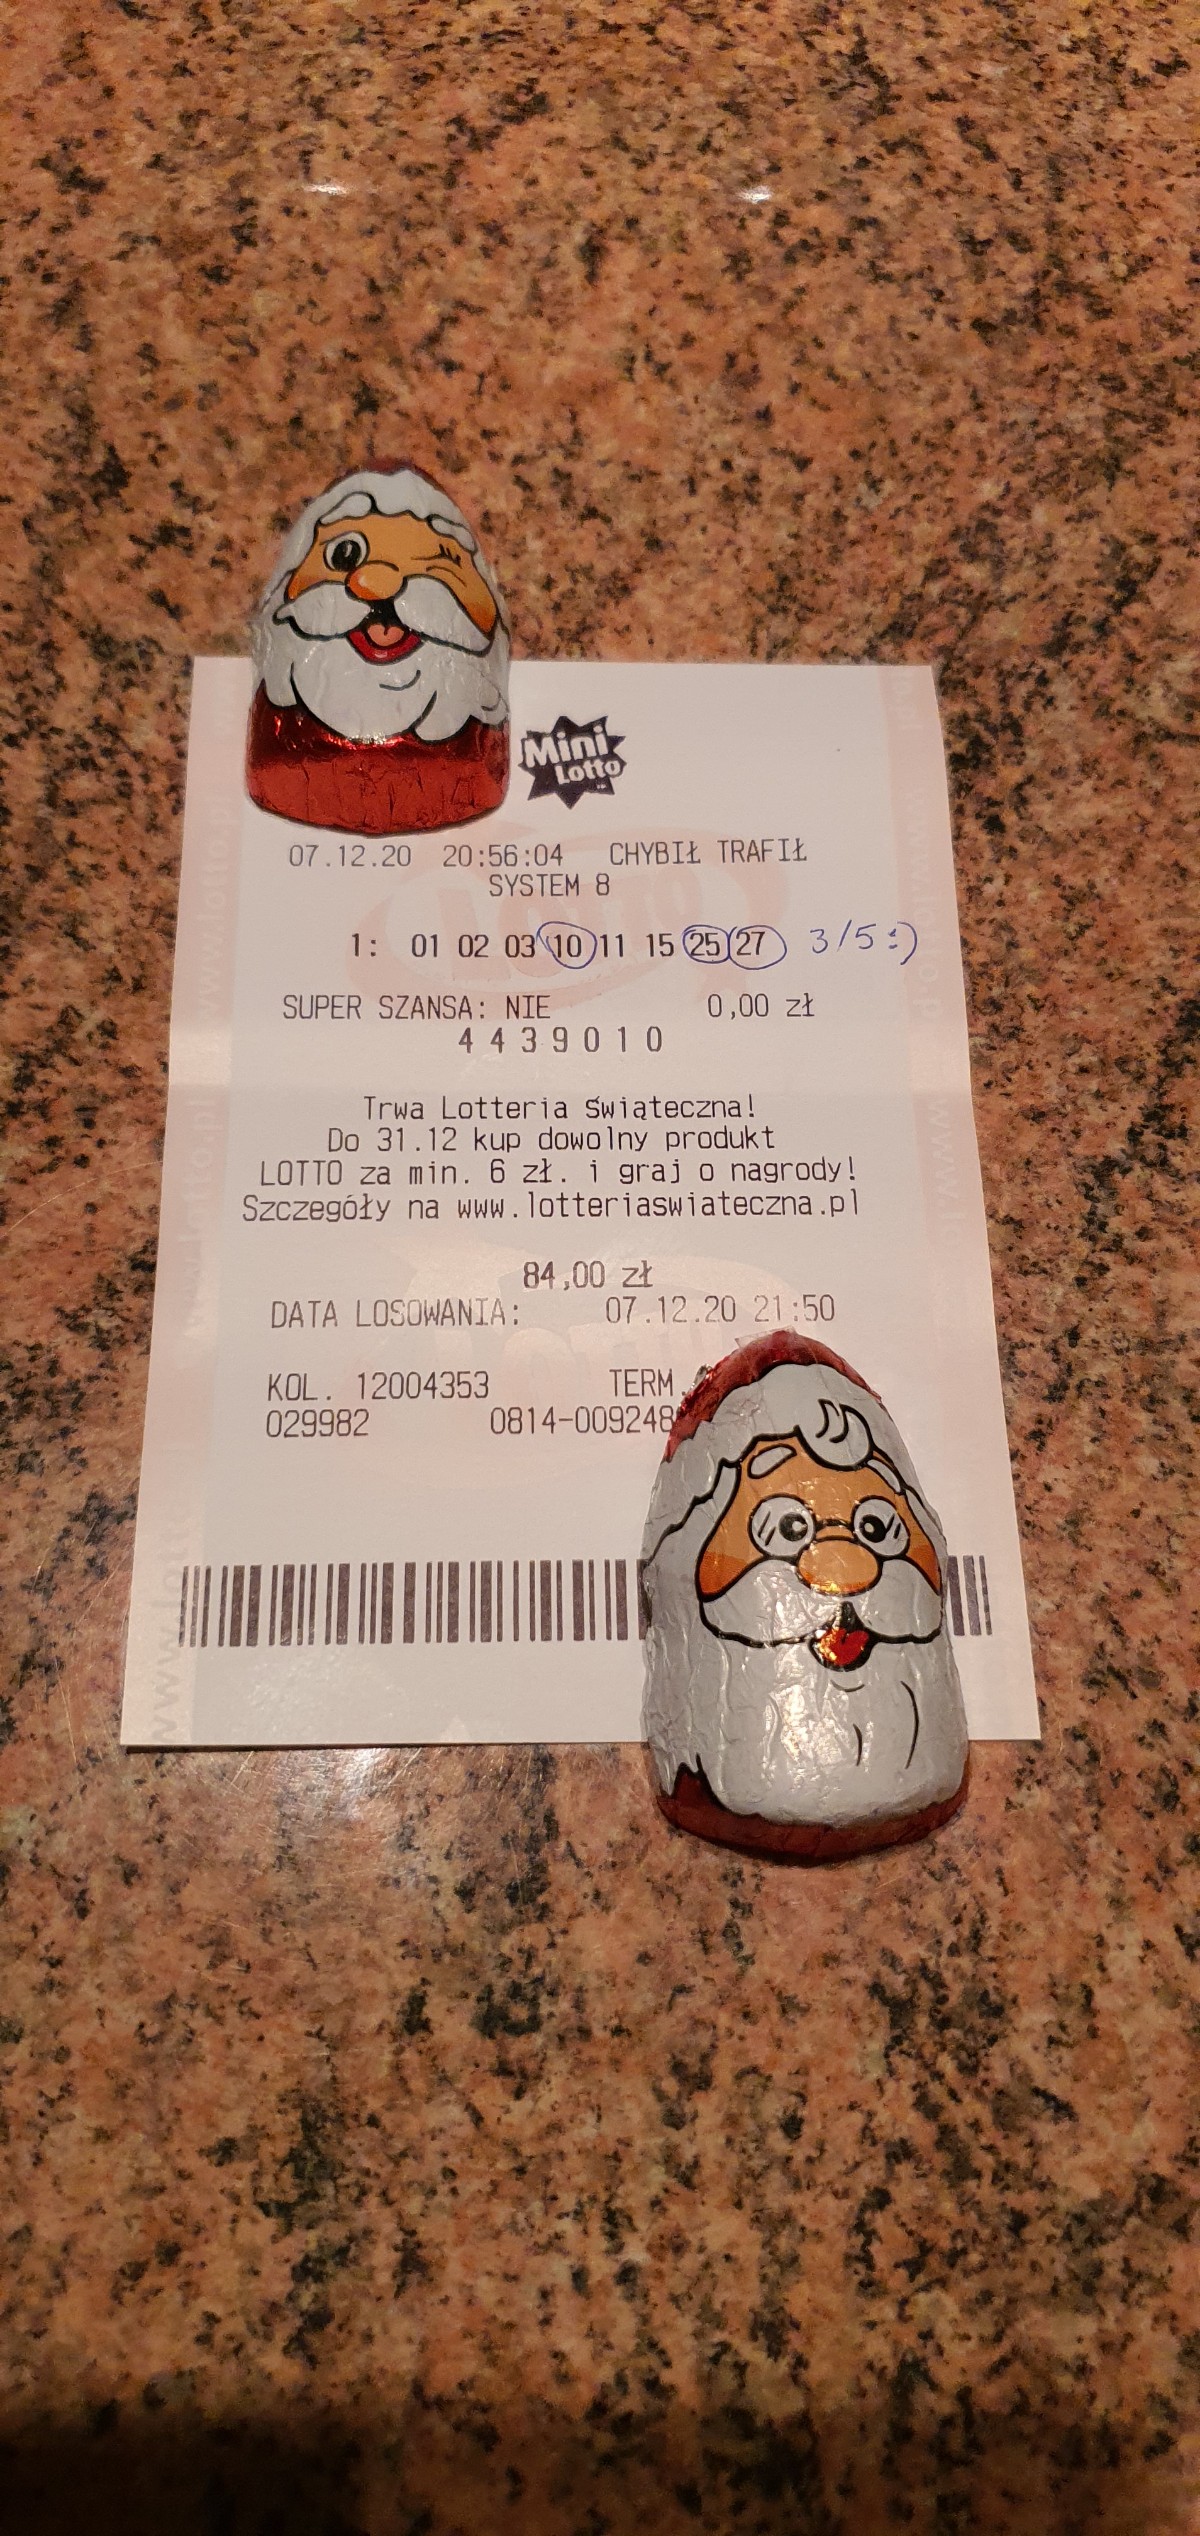 Mini
Lotto
07.12.20 20:56:04 CHYBIŁ TRAFIŁ
SYSTEM 8
1: 01 02 03 10 11 15 25 27 3/5 :)
SUPER SZANSA: NIE 0,00 zł
4439010
Trwa Lotteria Świąteczna!
Do 31.12 kup dowolny produkt
LOTTO za min. 6 zł. i graj o nagrody!
Szczegóły na www.lotteriaswiateczna.pl
84,00 zł
DATA LOSOWANIA: 07.12.20 21:50
KOL. 12004353 TERM.
029982 0814-009248